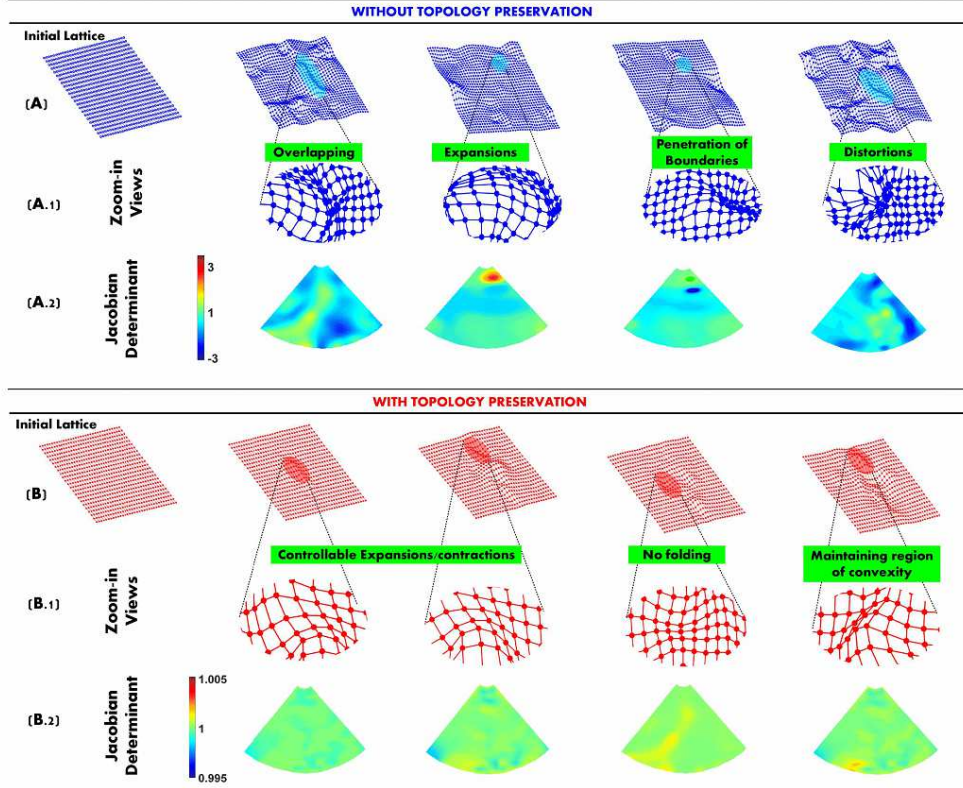 WITHOUT TOPOLOGY PRESERVATION
Initial Lattice
(A)
Overlapping
Expansions
Penetration of
Boundaries
Distortions
(A.1)
Zoom-in
Views
(A.2)
Jacobian
Determinant
3
1
-3
WITH TOPOLOGY PRESERVATION
Initial Lattice
(B)
Controllable Expansions/contractions
No folding
Maintaining region
of convexity
(B.1)
Zoom-in
Views
(B.2)
Jacobian
Determinant
1.005
1
0.995